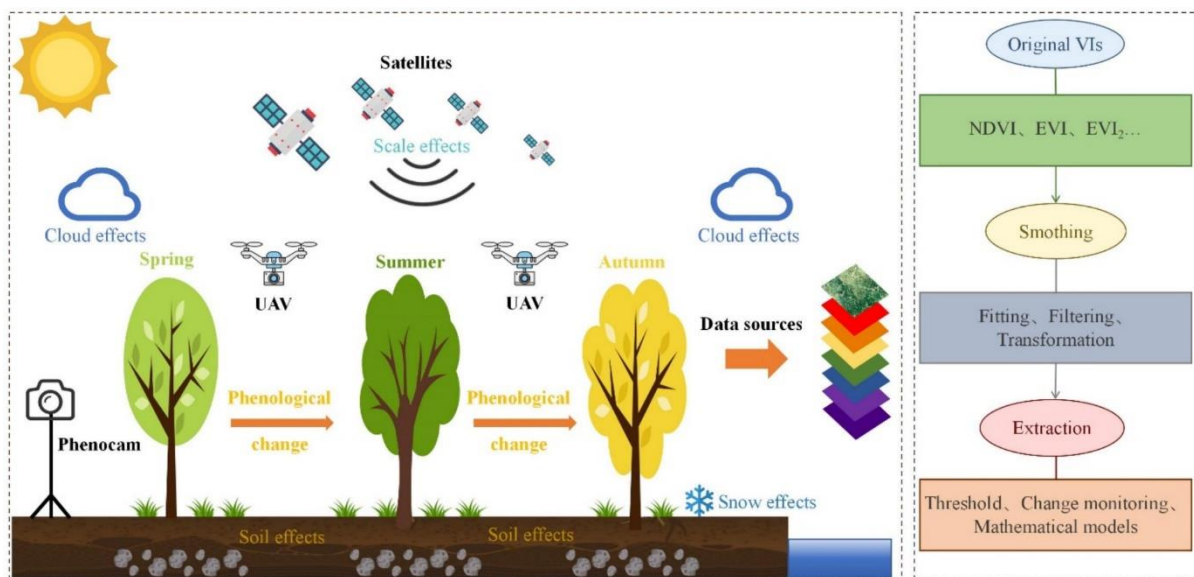 Satellites
Scale effects
Cloud effects
Cloud effects
Spring
UAV
Summer
UAV
Autumn
Data sources
Phenological
change
Phenological
change
Phenocam
Snow effects
Soil effects
Soil effects
Original VIs
NDVI、EVI、EVI₂...
Smothing
Fitting、Filtering、
Transformation
Extraction
Threshold、Change monitoring、
Mathematical models